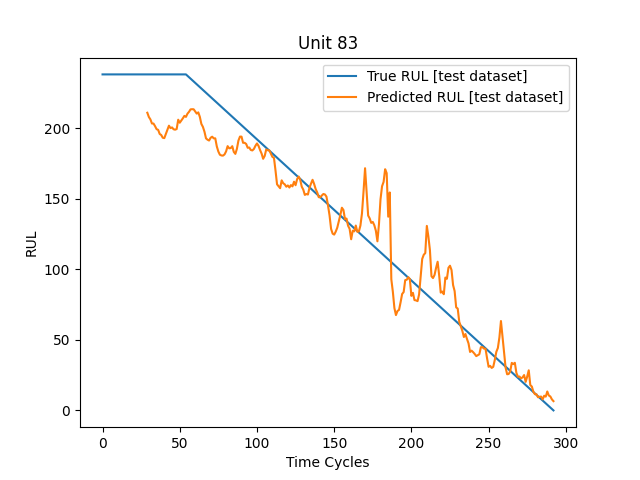 Unit 83
True RUL [test dataset]
Predicted RUL [test dataset]
RUL
200
150
100
50
0
0 50 100 150 200 250 300
Time Cycles